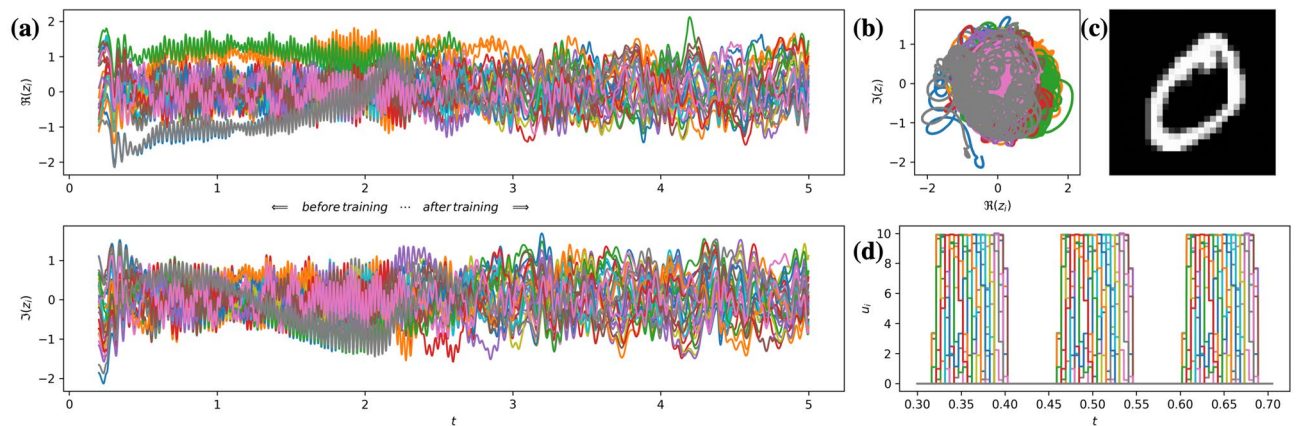 (a)
2
1
0
−1
−2
ℜ(zᵢ)
0 1 2 3 4 5
⟸ before training ⋯ after training ⟹
1
0
−1
−2
ℑ(zᵢ)
0 1 2 3 4 5
t
(b)
1
0
−1
−2
ℑ(zᵢ)
−2 0 2
ℜ(zᵢ)
(c)
(d)
10
8
6
4
2
0
uᵢ
0.30 0.35 0.40 0.45 0.50 0.55 0.60 0.65 0.70
t